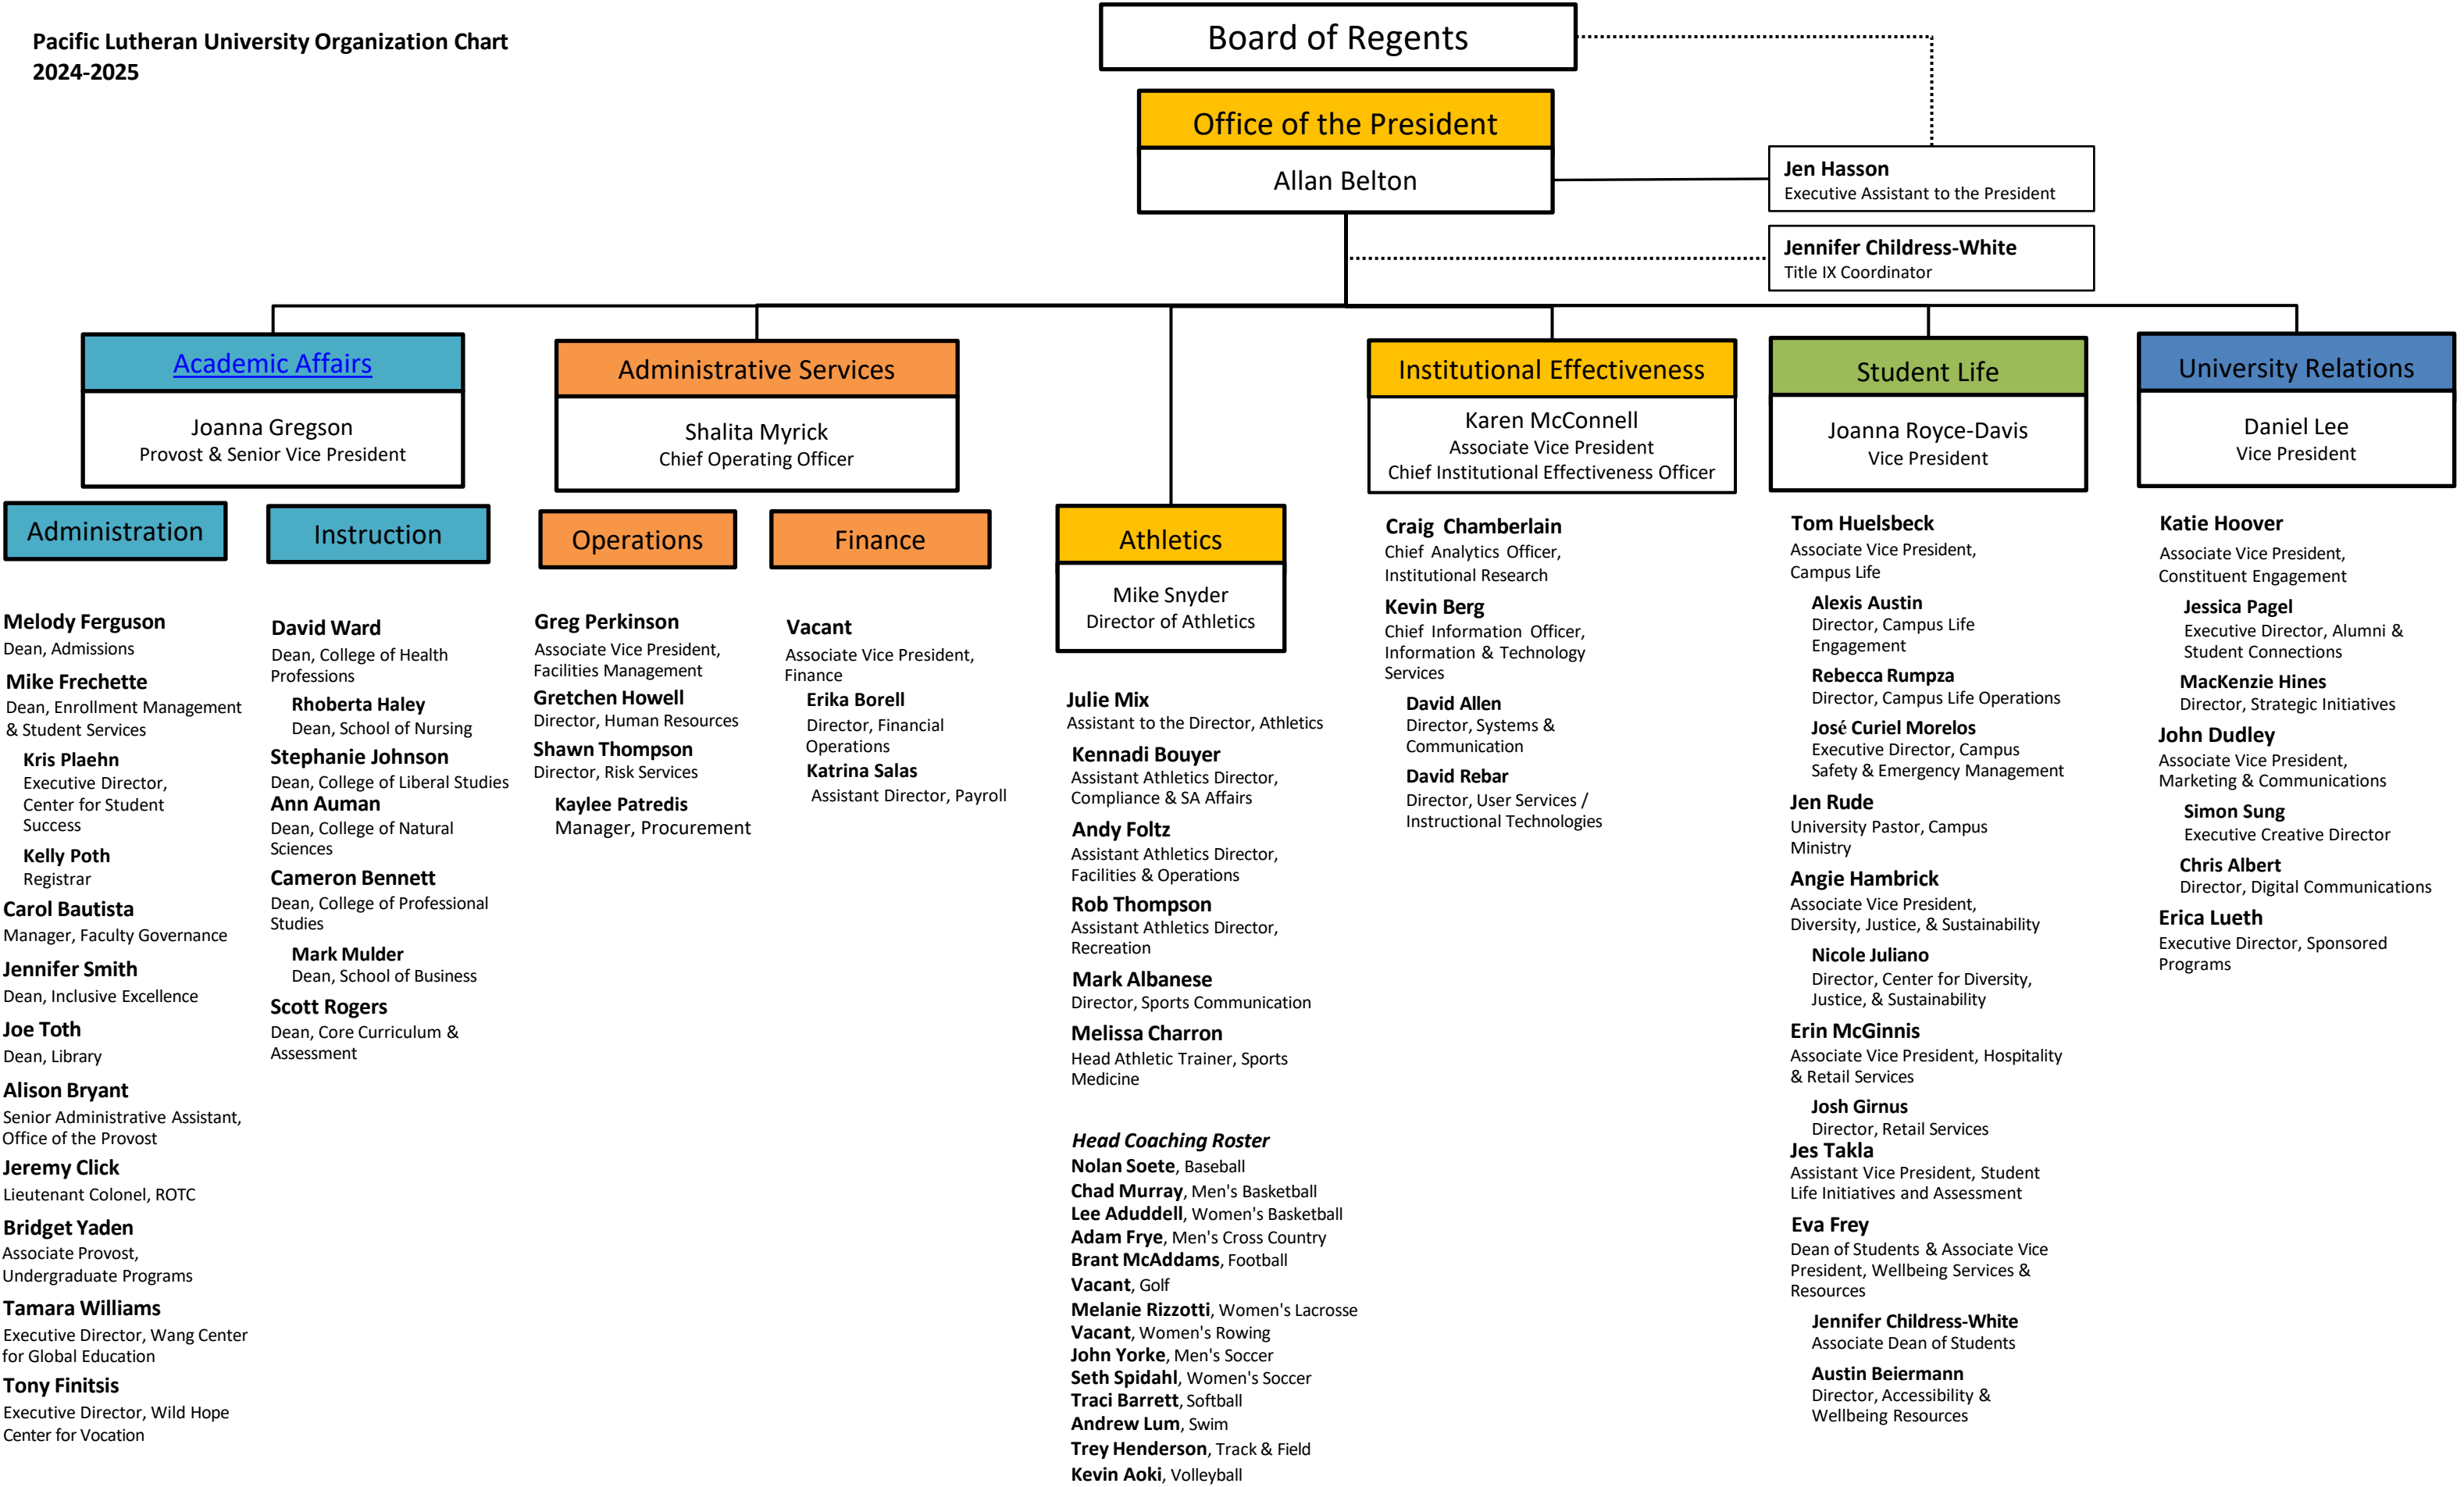 Pacific Lutheran University Organization Chart
2024-2025
Board of Regents
Office of the President
Allan Belton
Jen Hasson
Executive Assistant to the President
Jennifer Childress-White
Title IX Coordinator
Academic Affairs
Joanna Gregson
Provost & Senior Vice President
Administration
Melody Ferguson
Dean, Admissions
Mike Frechette
Dean, Enrollment Management
& Student Services
Kris Plaehn
Executive Director,
Center for Student
Success
Kelly Poth
Registrar
Carol Bautista
Manager, Faculty Governance
Jennifer Smith
Dean, Inclusive Excellence
Joe Toth
Dean, Library
Alison Bryant
Senior Administrative Assistant,
Office of the Provost
Jeremy Click
Lieutenant Colonel, ROTC
Bridget Yaden
Associate Provost,
Undergraduate Programs
Tamara Williams
Executive Director, Wang Center
for Global Education
Tony Finitsis
Executive Director, Wild Hope
Center for Vocation
Instruction
David Ward
Dean, College of Health
Professions
Rhoberta Haley
Dean, School of Nursing
Stephanie Johnson
Dean, College of Liberal Studies
Ann Auman
Dean, College of Natural
Sciences
Cameron Bennett
Dean, College of Professional
Studies
Mark Mulder
Dean, School of Business
Scott Rogers
Dean, Core Curriculum &
Assessment
Administrative Services
Shalita Myrick
Chief Operating Officer
Operations
Greg Perkinson
Associate Vice President,
Facilities Management
Gretchen Howell
Director, Human Resources
Shawn Thompson
Director, Risk Services
Kaylee Patredis
Manager, Procurement
Finance
Vacant
Associate Vice President,
Finance
Erika Borell
Director, Financial
Operations
Katrina Salas
Assistant Director, Payroll
Athletics
Mike Snyder
Director of Athletics
Julie Mix
Assistant to the Director, Athletics
Kennadi Bouyer
Assistant Athletics Director,
Compliance & SA Affairs
Andy Foltz
Assistant Athletics Director,
Facilities & Operations
Rob Thompson
Assistant Athletics Director,
Recreation
Mark Albanese
Director, Sports Communication
Melissa Charron
Head Athletic Trainer, Sports
Medicine
Head Coaching Roster
Nolan Soete, Baseball
Chad Murray, Men's Basketball
Lee Aduddell, Women's Basketball
Adam Frye, Men's Cross Country
Brant McAddams, Football
Vacant, Golf
Melanie Rizzotti, Women's Lacrosse
Vacant, Women's Rowing
John Yorke, Men's Soccer
Seth Spidahl, Women's Soccer
Traci Barrett, Softball
Andrew Lum, Swim
Trey Henderson, Track & Field
Kevin Aoki, Volleyball
Institutional Effectiveness
Karen McConnell
Associate Vice President
Chief Institutional Effectiveness Officer
Craig Chamberlain
Chief Analytics Officer,
Institutional Research
Kevin Berg
Chief Information Officer,
Information & Technology
Services
David Allen
Director, Systems &
Communication
David Rebar
Director, User Services /
Instructional Technologies
Student Life
Joanna Royce-Davis
Vice President
Tom Huelsbeck
Associate Vice President,
Campus Life
Alexis Austin
Director, Campus Life
Engagement
Rebecca Rumpza
Director, Campus Life Operations
José Curiel Morelos
Executive Director, Campus
Safety & Emergency Management
Jen Rude
University Pastor, Campus
Ministry
Angie Hambrick
Associate Vice President,
Diversity, Justice, & Sustainability
Nicole Juliano
Director, Center for Diversity,
Justice, & Sustainability
Erin McGinnis
Associate Vice President, Hospitality
& Retail Services
Josh Girnus
Director, Retail Services
Jes Takla
Assistant Vice President, Student
Life Initiatives and Assessment
Eva Frey
Dean of Students & Associate Vice
President, Wellbeing Services &
Resources
Jennifer Childress-White
Associate Dean of Students
Austin Beiermann
Director, Accessibility &
Wellbeing Resources
University Relations
Daniel Lee
Vice President
Katie Hoover
Associate Vice President,
Constituent Engagement
Jessica Pagel
Executive Director, Alumni &
Student Connections
MacKenzie Hines
Director, Strategic Initiatives
John Dudley
Associate Vice President,
Marketing & Communications
Simon Sung
Executive Creative Director
Chris Albert
Director, Digital Communications
Erica Lueth
Executive Director, Sponsored
Programs